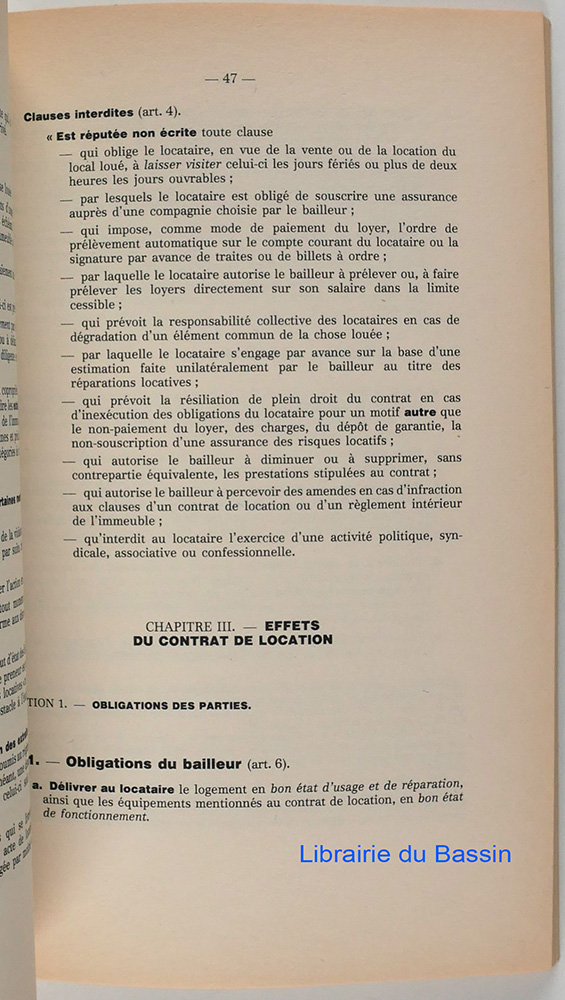 — 47 —
Clauses interdites (art. 4).
« Est réputée non écrite toute clause
— qui oblige le locataire, en vue de la vente ou de la location du
local loué, à laisser visiter celui-ci les jours fériés ou plus de deux
heures les jours ouvrables ;
— par lesquels le locataire est obligé de souscrire une assurance
auprès d'une compagnie choisie par le bailleur ;
— qui impose, comme mode de paiement du loyer, l'ordre de
prélèvement automatique sur le compte courant du locataire ou la
signature par avance de traites ou de billets à ordre ;
— par laquelle le locataire autorise le bailleur à prélever ou, à faire
prélever les loyers directement sur son salaire dans la limite
cessible ;
— qui prévoit la responsabilité collective des locataires en cas de
dégradation d'un élément commun de la chose louée ;
— par laquelle le locataire s'engage par avance sur la base d'une
estimation faite unilatéralement par le bailleur au titre des
réparations locatives ;
— qui prévoit la résiliation de plein droit du contrat en cas
d'inexécution des obligations du locataire pour un motif autre que
le non-paiement du loyer, des charges, du dépôt de garantie, la
non-souscription d'une assurance des risques locatifs ;
— qui autorise le bailleur à diminuer ou à supprimer, sans
contrepartie équivalente, les prestations stipulées au contrat ;
— qui autorise le bailleur à percevoir des amendes en cas d'infraction
aux clauses d'un contrat de location ou d'un règlement intérieur
de l'immeuble ;
— qu'interdit au locataire l'exercice d'une activité politique, syn-
dicale, associative ou confessionnelle.
CHAPITRE III. — EFFETS
DU CONTRAT DE LOCATION
TION 1. — OBLIGATIONS DES PARTIES.
1. — Obligations du bailleur (art. 6).
a. Délivrer au locataire le logement en bon état d'usage et de réparation,
ainsi que les équipements mentionnés au contrat de location, en bon état
de fonctionnement.
Librairie du Bassin